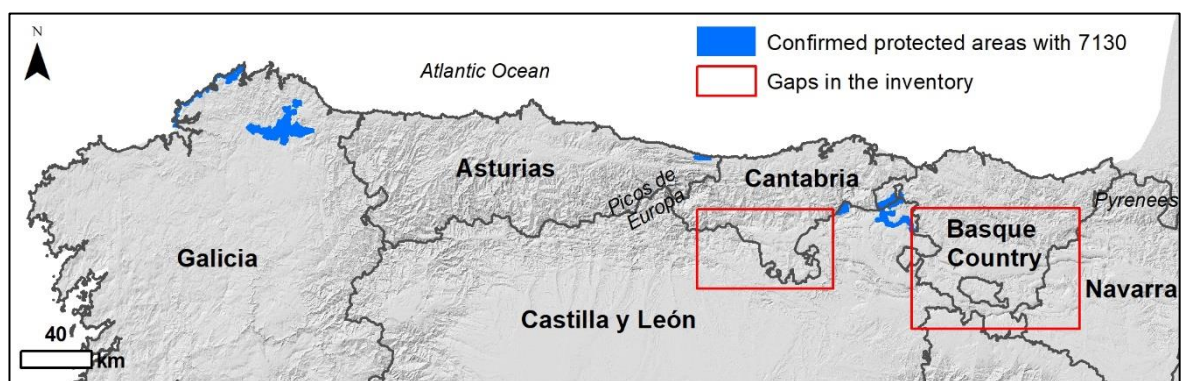 N
Atlantic Ocean
Confirmed protected areas with 7130
Gaps in the inventory
Asturias
Picos de
Europa
Cantabria
Pyrenees
Basque
Country
Galicia
Navarra
Castilla y León
40
km